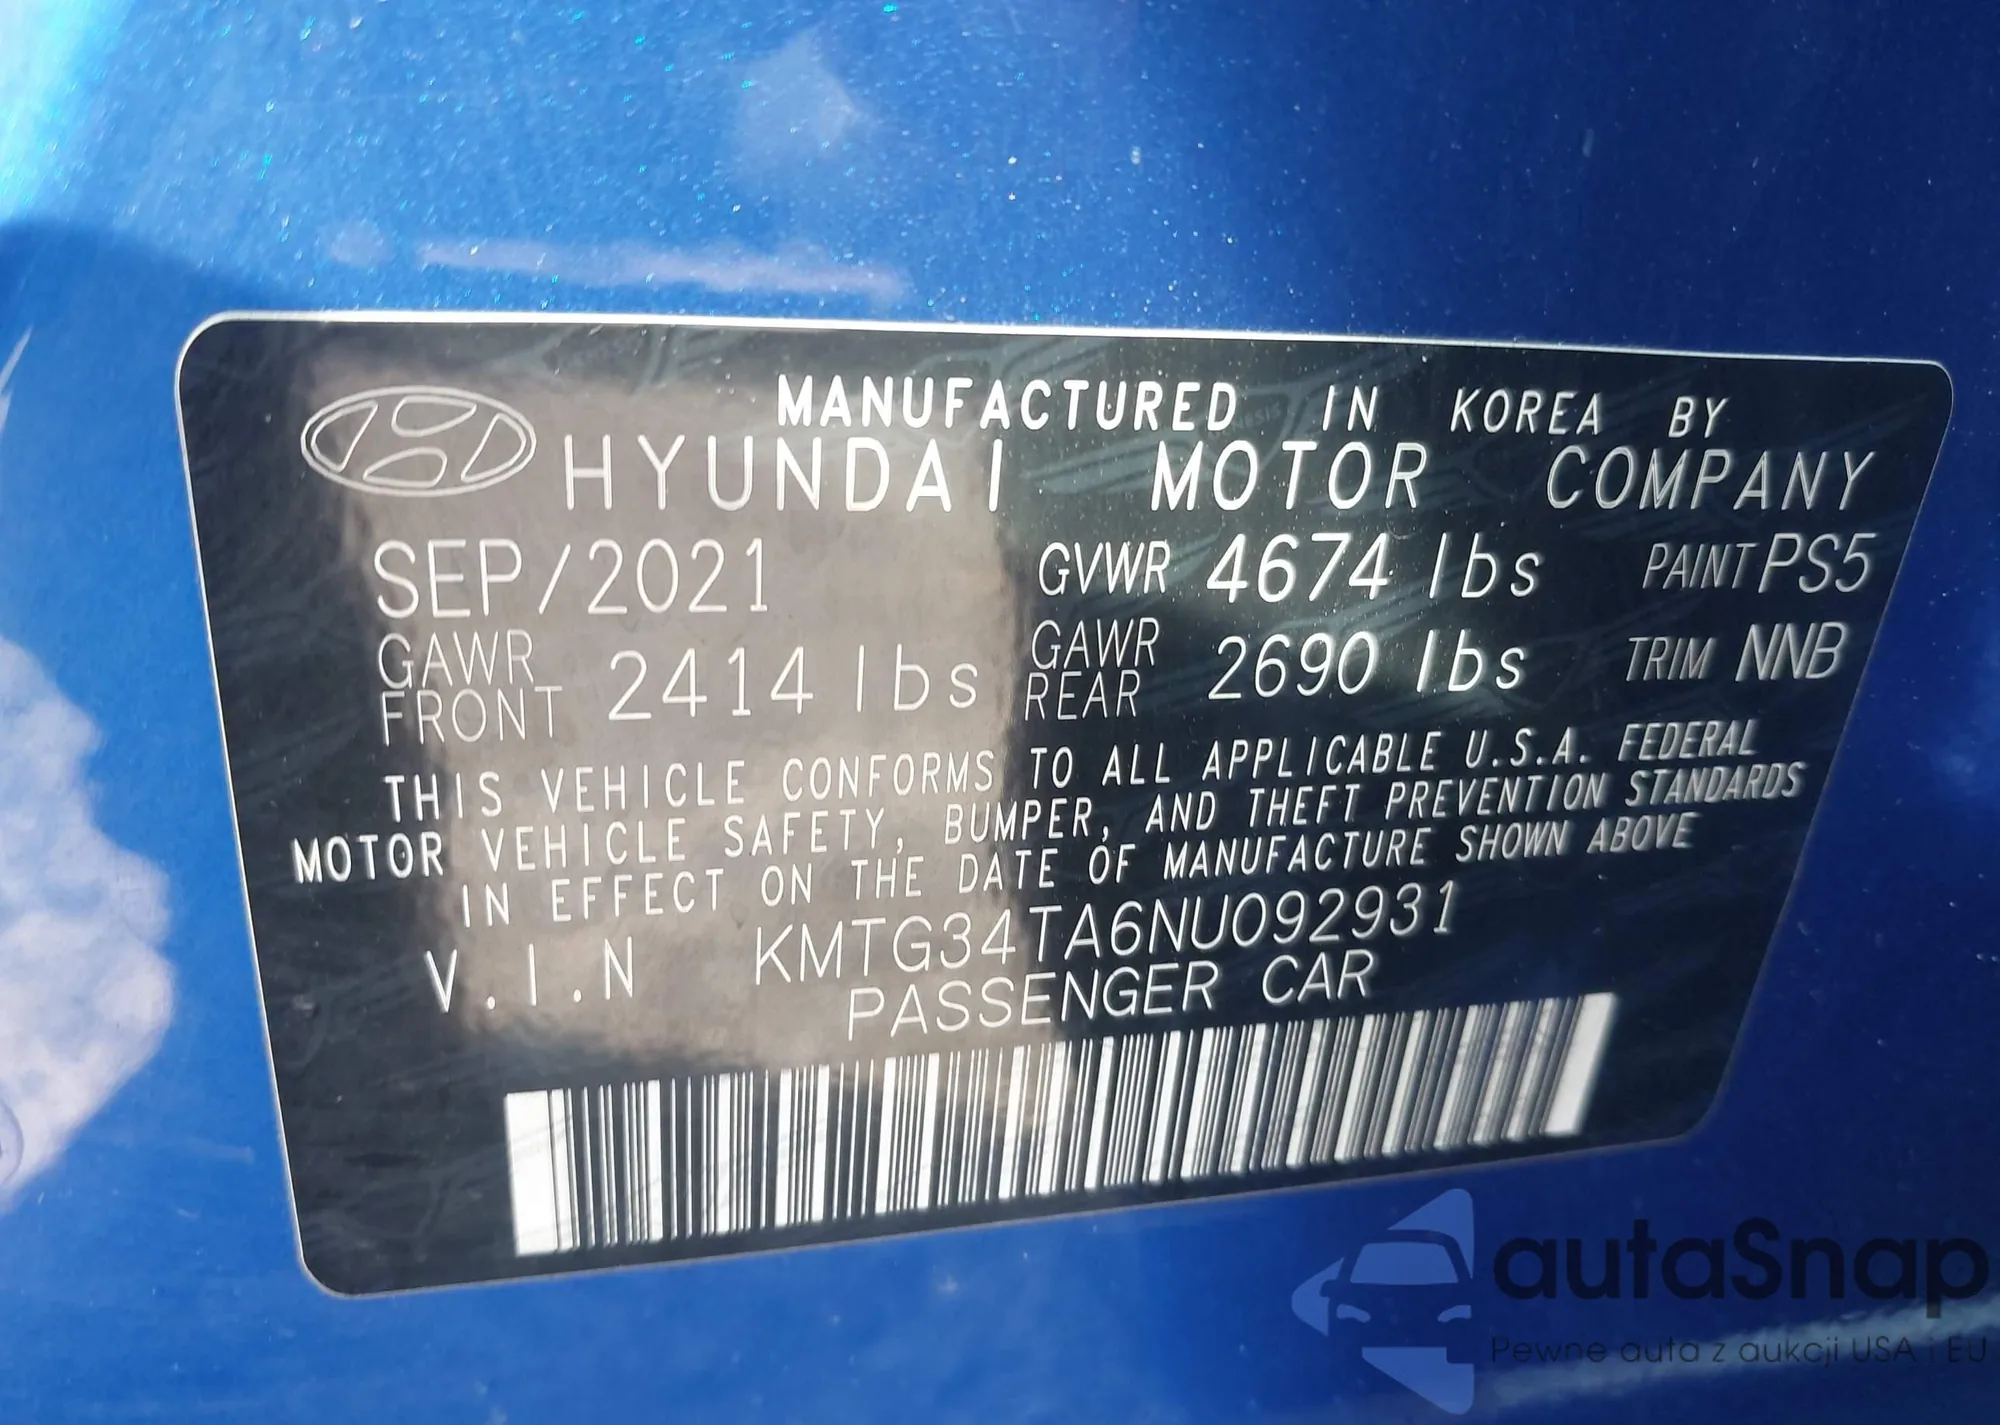 MANUFACTURED IN KOREA BY
HYUNDAI MOTOR COMPANY
SEP/2021 GVWR 4674 lbs PAINT PS5
GAWR FRONT 2414 lbs GAWR REAR 2690 lbs TRIM NNB
THIS VEHICLE CONFORMS TO ALL APPLICABLE U.S.A. FEDERAL
MOTOR VEHICLE SAFETY, BUMPER, AND THEFT PREVENTION STANDARDS
IN EFFECT ON THE DATE OF MANUFACTURE SHOWN ABOVE
V.I.N KMTG34TA6NU092931
PASSENGER CAR
autaSnap
Pewne auta z aukcji USA i EU